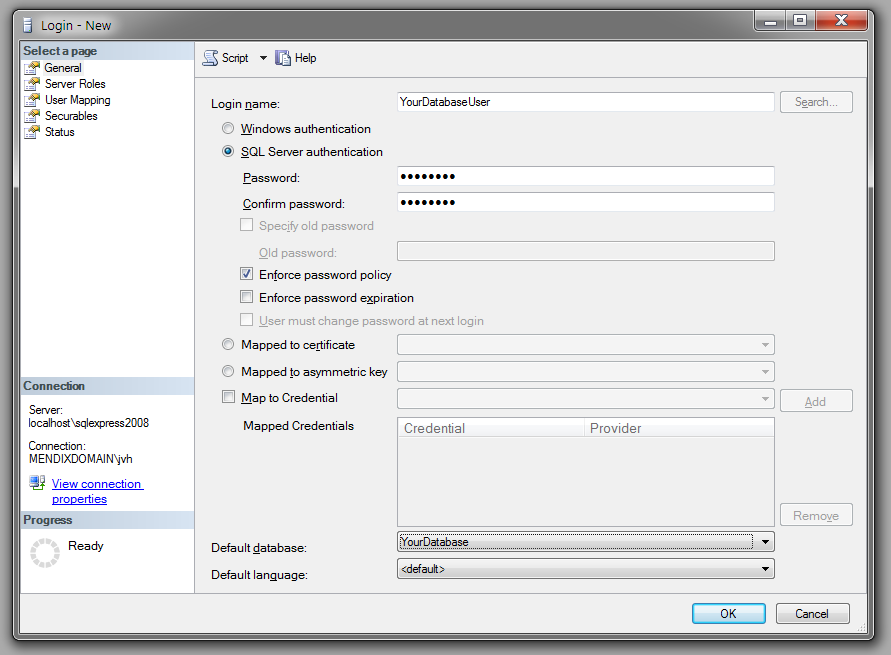 Login - New
Select a page
General
Server Roles
User Mapping
Securables
Status
Connection
Server:
localhost\sqlexpress2008
Connection:
MENDIXDOMAIN\jvh
View connection
properties
Progress
Ready
Script
Help
Login name:
YourDatabaseUser
Search...
Windows authentication
SQL Server authentication
Password:
●●●●●●●●
Confirm password:
●●●●●●●●
Specify old password
Old password:
Enforce password policy
Enforce password expiration
User must change password at next login
Mapped to certificate
Mapped to asymmetric key
Map to Credential
Add
Mapped Credentials
Credential
Provider
Remove
Default database:
YourDatabase
Default language:
<default>
OK
Cancel